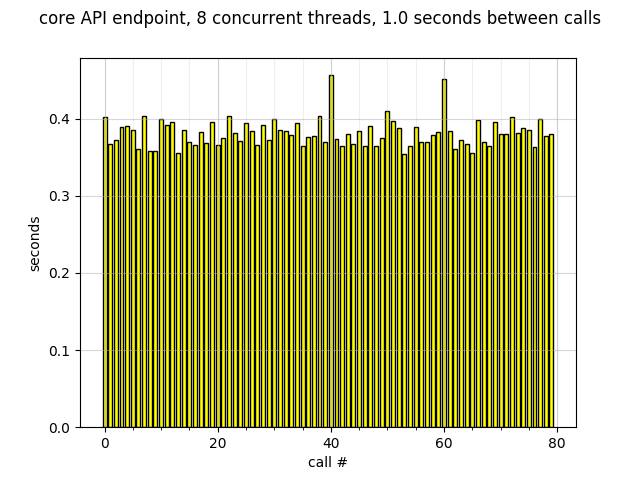 core API endpoint, 8 concurrent threads, 1.0 seconds between calls
0.4
0.3
0.2
0.1
0.0
seconds
0 20 40 60 80
call #